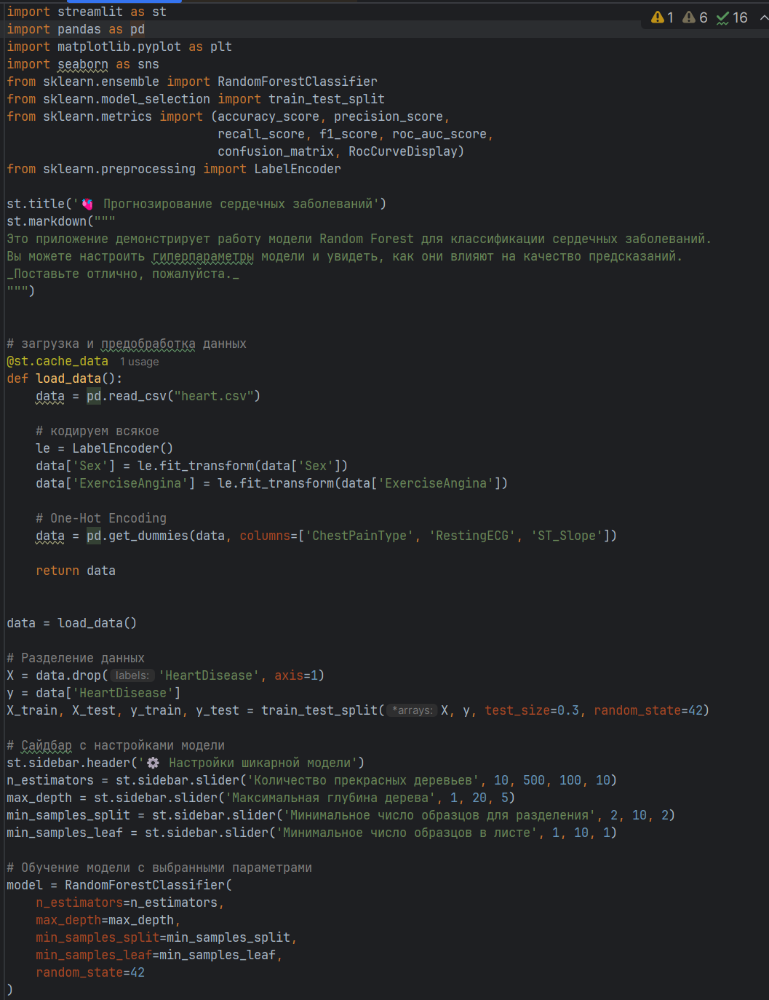 import streamlit as st
⚠ 1 ⚠ 6 ✓ 16
import pandas as pd
import matplotlib.pyplot as plt
import seaborn as sns
from sklearn.ensemble import RandomForestClassifier
from sklearn.model_selection import train_test_split
from sklearn.metrics import (accuracy_score, precision_score,
                             recall_score, f1_score, roc_auc_score,
                             confusion_matrix, RocCurveDisplay)
from sklearn.preprocessing import LabelEncoder

st.title('🫀 Прогнозирование сердечных заболеваний')
st.markdown("""
Это приложение демонстрирует работу модели Random Forest для классификации сердечных заболеваний.
Вы можете настроить гиперпараметры модели и увидеть, как они влияют на качество предсказаний.
_Поставьте отлично, пожалуйста._
""")

# загрузка и предобработка данных
@st.cache_data 1 usage
def load_data():
    data = pd.read_csv("heart.csv")

    # кодируем всякое
    le = LabelEncoder()
    data['Sex'] = le.fit_transform(data['Sex'])
    data['ExerciseAngina'] = le.fit_transform(data['ExerciseAngina'])

    # One-Hot Encoding
    data = pd.get_dummies(data, columns=['ChestPainType', 'RestingECG', 'ST_Slope'])

    return data

data = load_data()

# Разделение данных
X = data.drop( labels: 'HeartDisease', axis=1)
y = data['HeartDisease']
X_train, X_test, y_train, y_test = train_test_split( *arrays: X, y, test_size=0.3, random_state=42)

# Сайдбар с настройками модели
st.sidebar.header('⚙️ Настройки шикарной модели')
n_estimators = st.sidebar.slider('Количество прекрасных деревьев', 10, 500, 100, 10)
max_depth = st.sidebar.slider('Максимальная глубина дерева', 1, 20, 5)
min_samples_split = st.sidebar.slider('Минимальное число образцов для разделения', 2, 10, 2)
min_samples_leaf = st.sidebar.slider('Минимальное число образцов в листе', 1, 10, 1)

# Обучение модели с выбранными параметрами
model = RandomForestClassifier(
    n_estimators=n_estimators,
    max_depth=max_depth,
    min_samples_split=min_samples_split,
    min_samples_leaf=min_samples_leaf,
    random_state=42
)